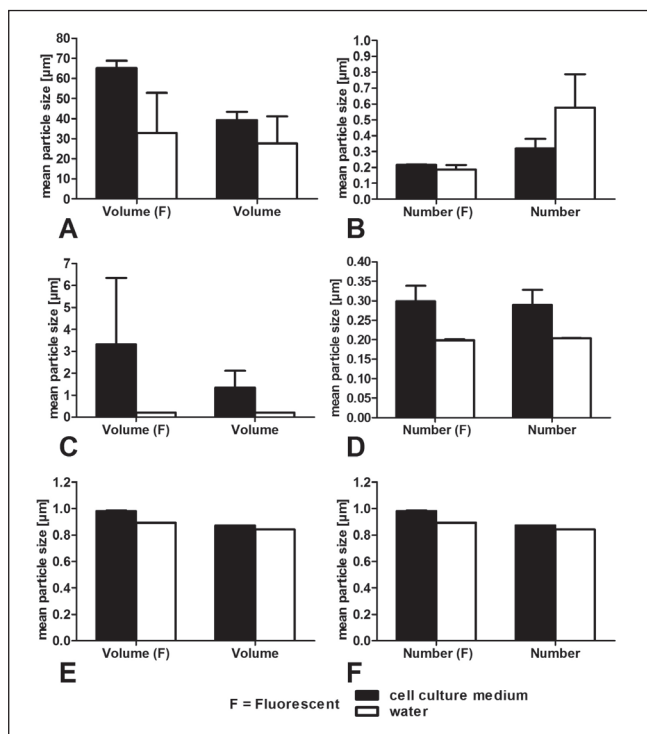 mean particle size [µm]
80
70
60
50
40
30
20
10
0
Volume (F) Volume
A
mean particle size [µm]
1.0
0.9
0.8
0.7
0.6
0.5
0.4
0.3
0.2
0.1
0.0
Number (F) Number
B
mean particle size [µm]
7
6
5
4
3
2
1
0
Volume (F) Volume
C
mean particle size [µm]
0.40
0.35
0.30
0.25
0.20
0.15
0.10
0.05
0.00
Number (F) Number
D
mean particle size [µm]
1.2
1.0
0.8
0.6
0.4
0.2
0.0
Volume (F) Volume
E
mean particle size [µm]
1.2
1.0
0.8
0.6
0.4
0.2
0.0
Number (F) Number
F
F = Fluorescent
cell culture medium
water